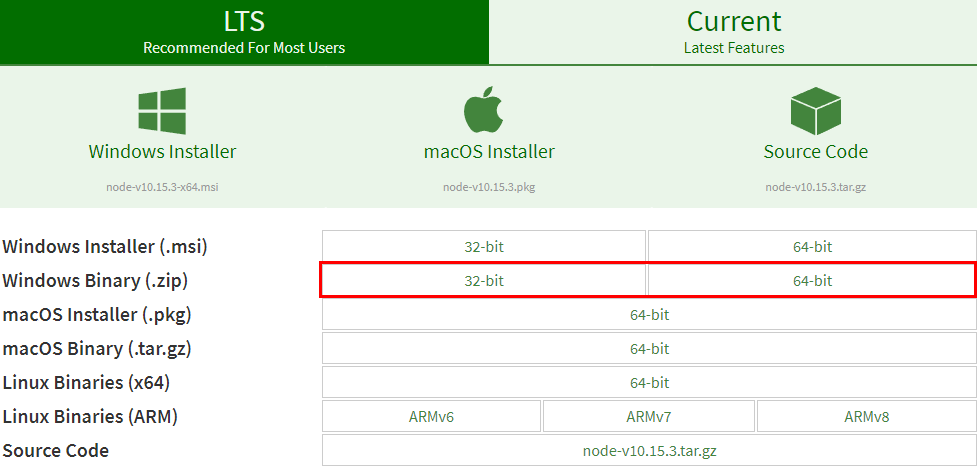 LTS
Recommended For Most Users
Current
Latest Features
Windows Installer
node-v10.15.3-x64.msi
macOS Installer
node-v10.15.3.pkg
Source Code
node-v10.15.3.tar.gz
Windows Installer (.msi) 32-bit 64-bit
Windows Binary (.zip) 32-bit 64-bit
macOS Installer (.pkg) 64-bit
macOS Binary (.tar.gz) 64-bit
Linux Binaries (x64) 64-bit
Linux Binaries (ARM) ARMv6 ARMv7 ARMv8
Source Code node-v10.15.3.tar.gz